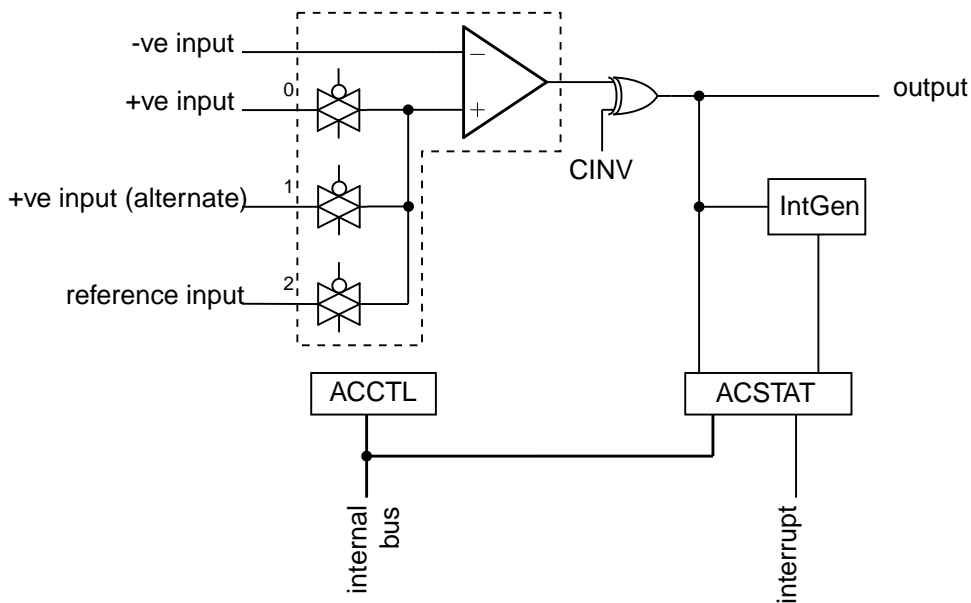 -ve input
−
+ve input
0
+
output
CINV
+ve input (alternate)
1
IntGen
reference input
2
ACCTL
ACSTAT
internal
bus
interrupt